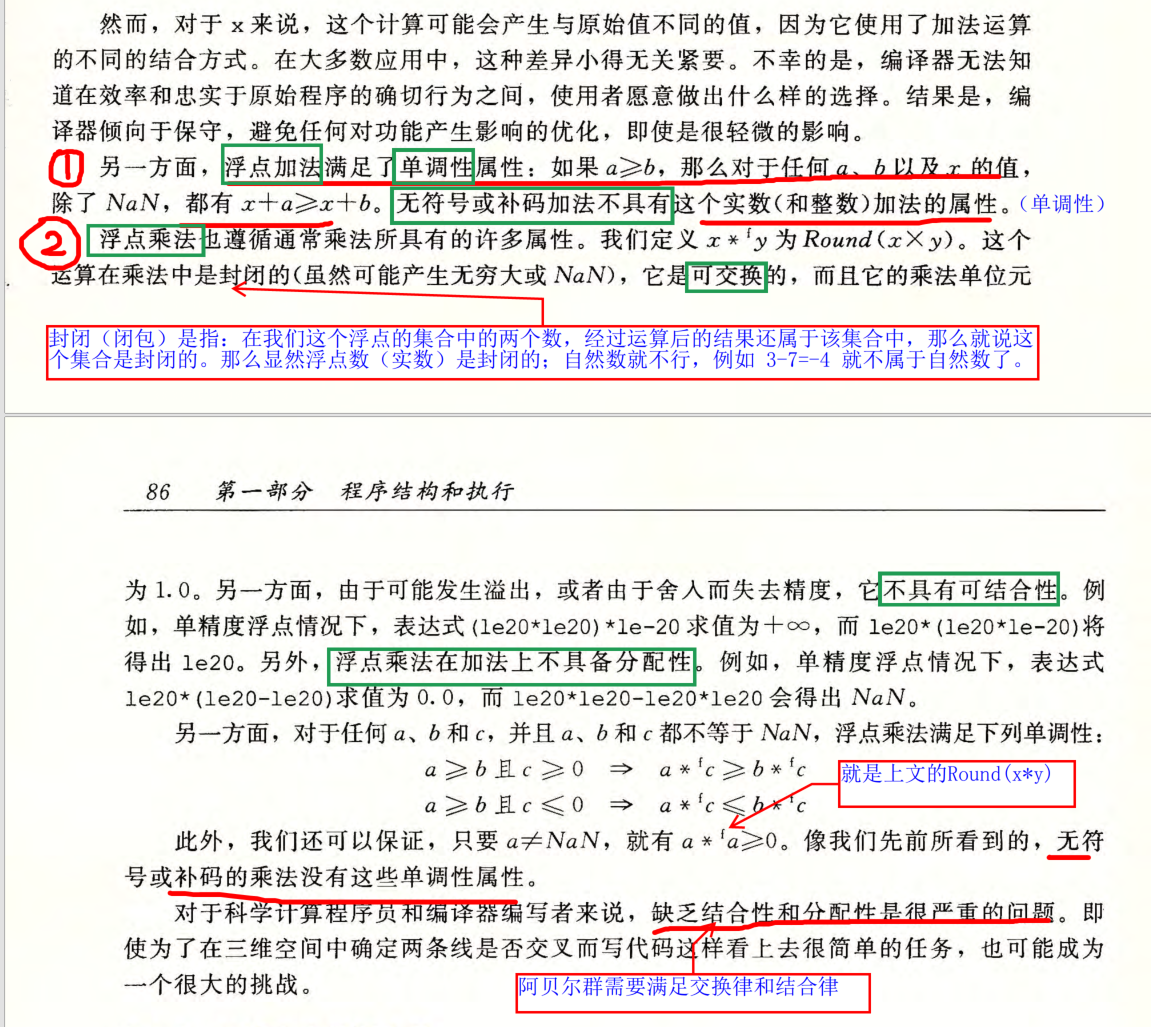 然而，对于 x 来说，这个计算可能会产生与原始值不同的值，因为它使用了加法运算
的不同的结合方式。在大多数应用中，这种差异小得无关紧要。不幸的是，编译器无法知
道在效率和忠实于原始程序的确切行为之间，使用者愿意做出什么样的选择。结果是，编
译器倾向于保守，避免任何对功能产生影响的优化，即使是很轻微的影响。
① 另一方面，浮点加法满足了单调性属性：如果 a⩾b，那么对于任何 a、b 以及 x 的值，
除了 NaN，都有 x+a⩾x+b。无符号或补码加法不具有这个实数(和整数)加法的属性。（单调性）
② 浮点乘法也遵循通常乘法所具有的许多属性。我们定义 x *ᶠ y 为 Round(x×y)。这个
运算在乘法中是封闭的(虽然可能产生无穷大或 NaN)，它是可交换的，而且它的乘法单位元
封闭（闭包）是指：在我们这个浮点的集合中的两个数，经过运算后的结果还属于该集合中，那么就说这
个集合是封闭的。那么显然浮点数（实数）是封闭的；自然数就不行，例如 3-7=-4 就不属于自然数了。
86 第一部分 程序结构和执行
为 1.0。另一方面，由于可能发生溢出，或者由于舍入而失去精度，它不具有可结合性。例
如，单精度浮点情况下，表达式 (1e20*1e20)*1e-20 求值为+∞，而 1e20*(1e20*1e-20)将
得出 1e20。另外，浮点乘法在加法上不具备分配性。例如，单精度浮点情况下，表达式
1e20*(1e20-1e20)求值为 0.0，而 1e20*1e20-1e20*1e20 会得出 NaN。
另一方面，对于任何 a、b 和 c，并且 a、b 和 c 都不等于 NaN，浮点乘法满足下列单调性：
a ⩾ b 且 c ⩾ 0 ⇒ a *ᶠ c ⩾ b *ᶠ c
就是上文的Round(x*y)
a ⩾ b 且 c ⩽ 0 ⇒ a *ᶠ c ⩽ b *ᶠ c
此外，我们还可以保证，只要 a≠NaN，就有 a *ᶠ a⩾0。像我们先前所看到的，无符
号或补码的乘法没有这些单调性属性。
对于科学计算程序员和编译器编写者来说，缺乏结合性和分配性是很严重的问题。即
使为了在三维空间中确定两条线是否交叉而写代码这样看上去很简单的任务，也可能成为
一个很大的挑战。
阿贝尔群需要满足交换律和结合律